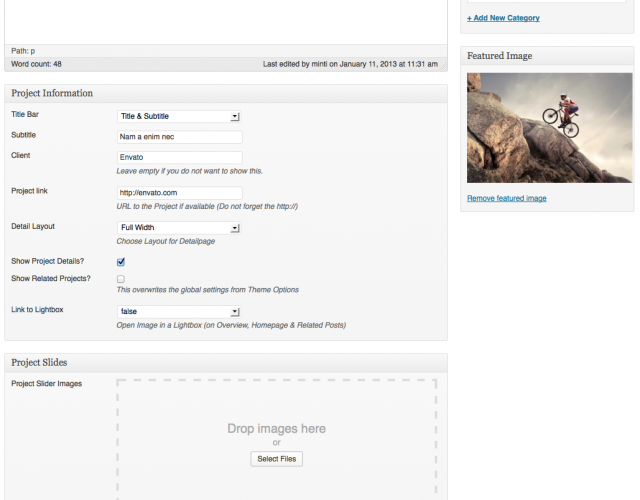 Path: p
Word count: 48
Last edited by minti on January 11, 2013 at 11:31 am
Project Information
Title Bar
Title & Subtitle
Subtitle
Nam a enim nec
Client
Envato
Leave empty if you do not want to show this.
Project link
http://envato.com
URL to the Project if available (Do not forget the http://)
Detail Layout
Full Width
Choose Layout for Detailpage
Show Project Details?
Show Related Projects?
This overwrites the global settings from Theme Options
Link to Lightbox
false
Open Image in a Lightbox (on Overview, Homepage & Related Posts)
Project Slides
Project Slider Images
Drop images here
or
Select Files
+ Add New Category
Featured Image
Remove featured image